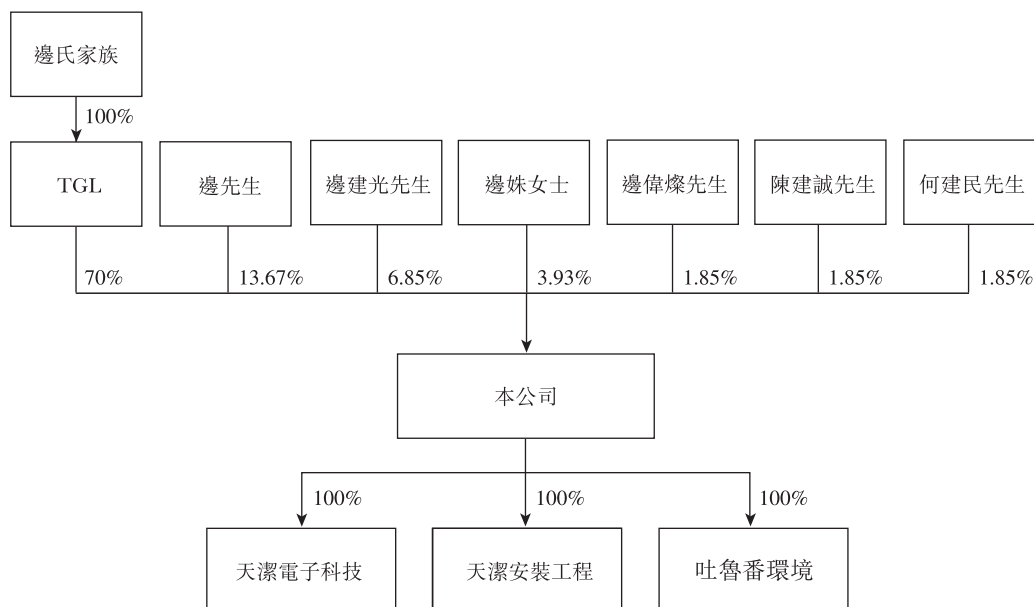 邊氏家族
100%
TGL
邊先生
邊建光先生
邊姝女士
邊偉燦先生
陳建誠先生
何建民先生
70%
13.67%
6.85%
3.93%
1.85%
1.85%
1.85%
本公司
100%
100%
100%
天潔電子科技
天潔安裝工程
吐魯番環境